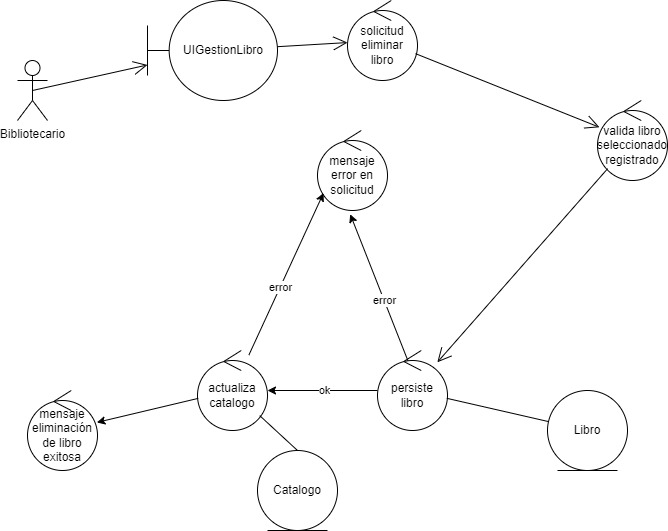 solicitud
eliminar
libro
UIGestionLibro
Bibliotecario
valida libro
seleccionado
registrado
mensaje
error en
solicitud
error
error
actualiza
catalogo
ok
persiste
libro
mensaje
eliminación
de libro
exitosa
Libro
Catalogo